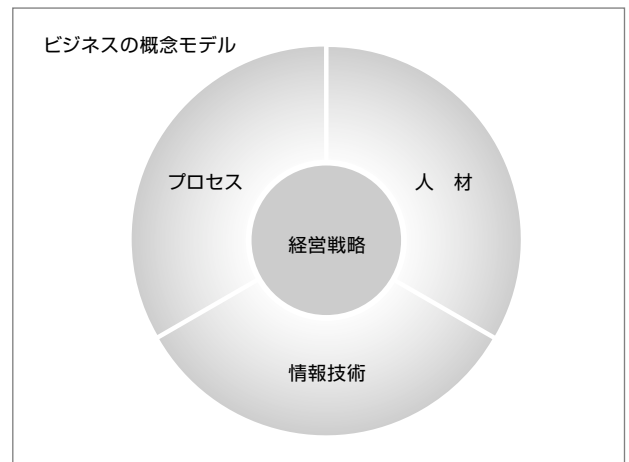 ビジネスの概念モデル
プロセス
人　材
経営戦略
情報技術